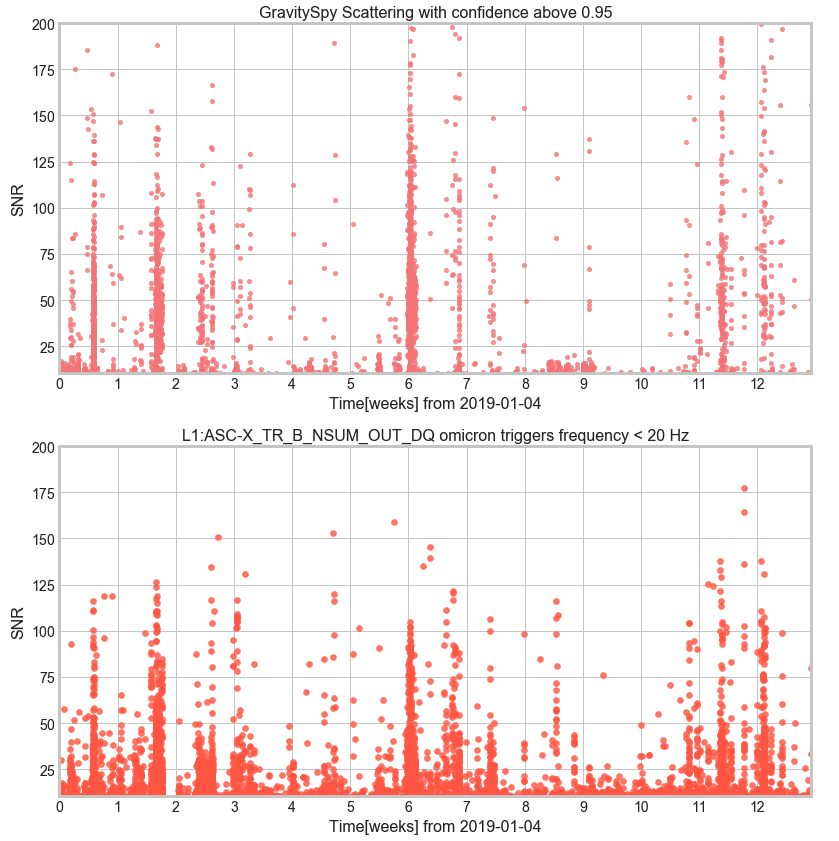 GravitySpy Scattering with confidence above 0.95
200
175
150
125
100
75
50
25
SNR
0 1 2 3 4 5 6 7 8 9 10 11 12
Time[weeks] from 2019-01-04
L1:ASC-X_TR_B_NSUM_OUT_DQ omicron triggers frequency < 20 Hz
200
175
150
125
100
75
50
25
SNR
0 1 2 3 4 5 6 7 8 9 10 11 12
Time[weeks] from 2019-01-04